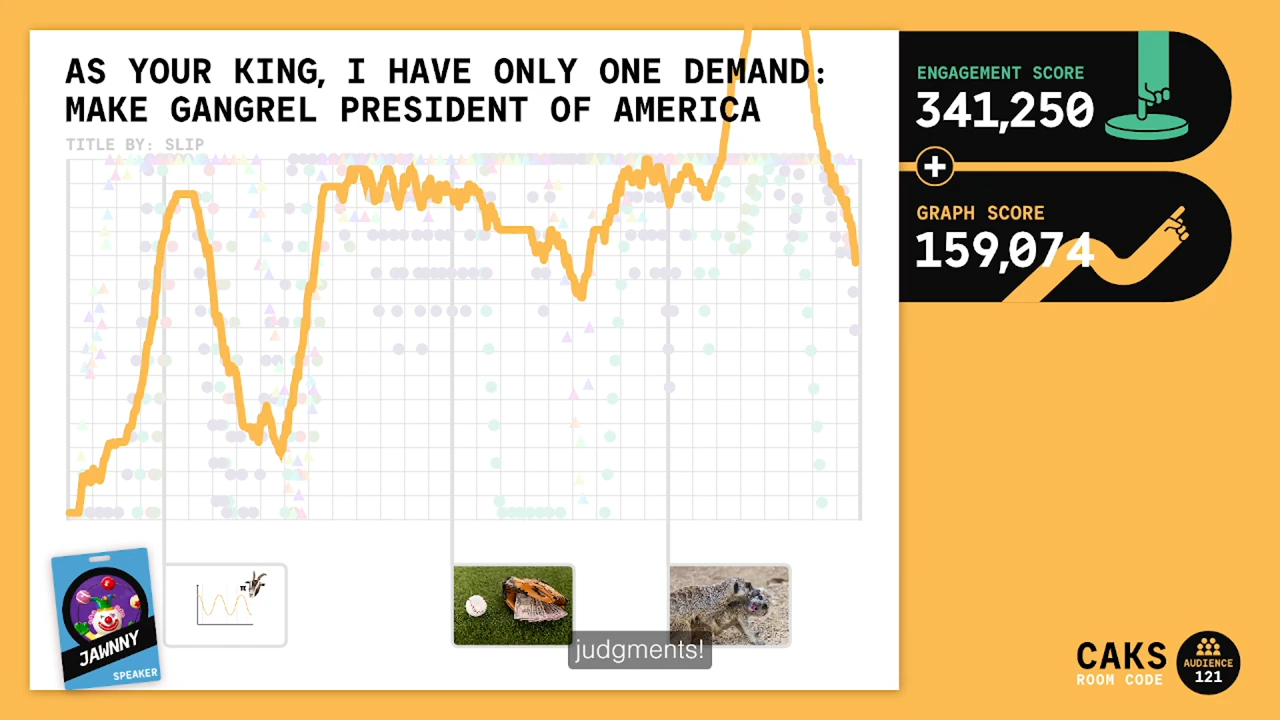 AS YOUR KING, I HAVE ONLY ONE DEMAND:
MAKE GANGREL PRESIDENT OF AMERICA
TITLE BY: SLIP
ENGAGEMENT SCORE
341,250
+
GRAPH SCORE
159,074
JAWNNY
SPEAKER
judgments!
CAKS
ROOM CODE
AUDIENCE
121